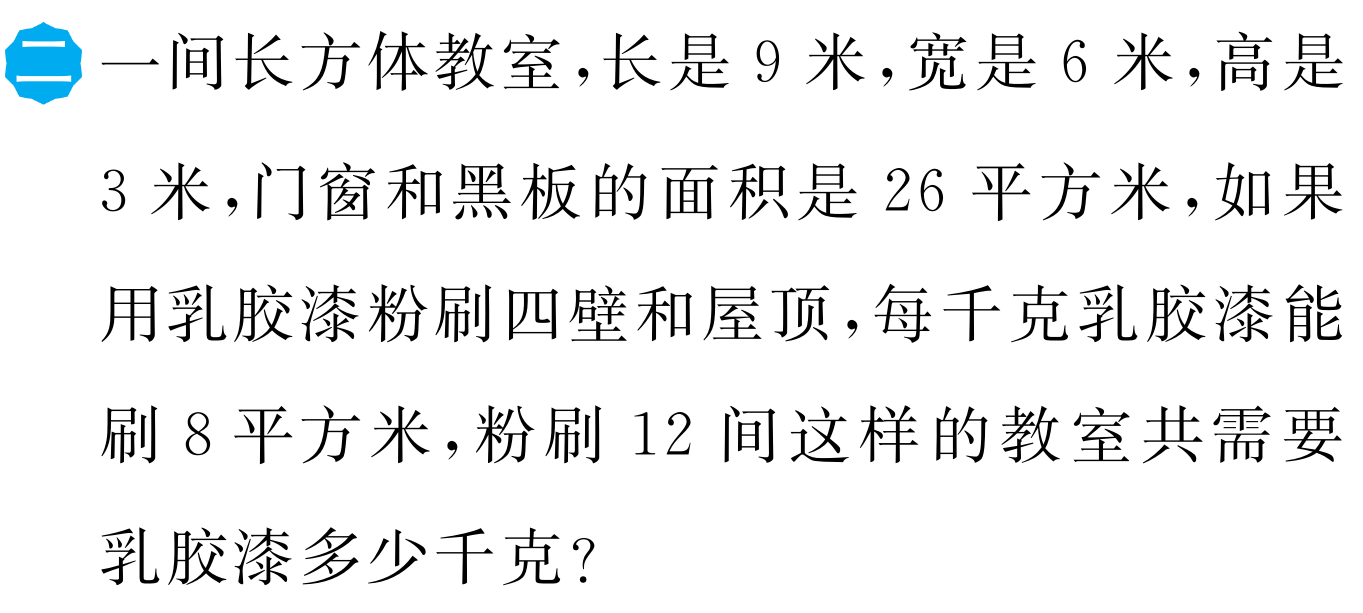 二 一间长方体教室,长是 9 米,宽是 6 米,高是
3 米,门窗和黑板的面积是 26 平方米,如果
用乳胶漆粉刷四壁和屋顶,每千克乳胶漆能
刷 8 平方米,粉刷 12 间这样的教室共需要
乳胶漆多少千克?